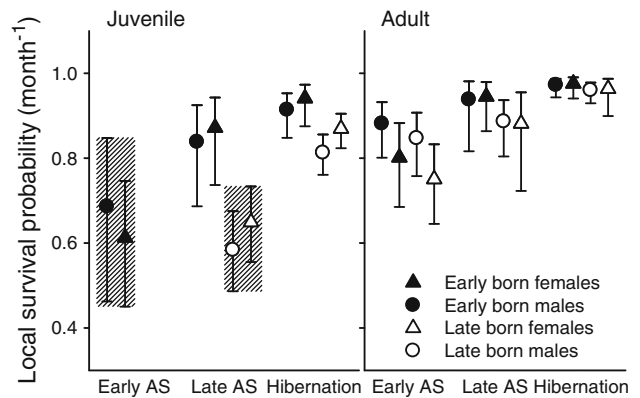 Juvenile
Adult
Local survival probability (month-1)
1.0
0.8
0.6
0.4
Early born females
Early born males
Late born females
Late born males
Early AS Late AS Hibernation Early AS Late AS Hibernation